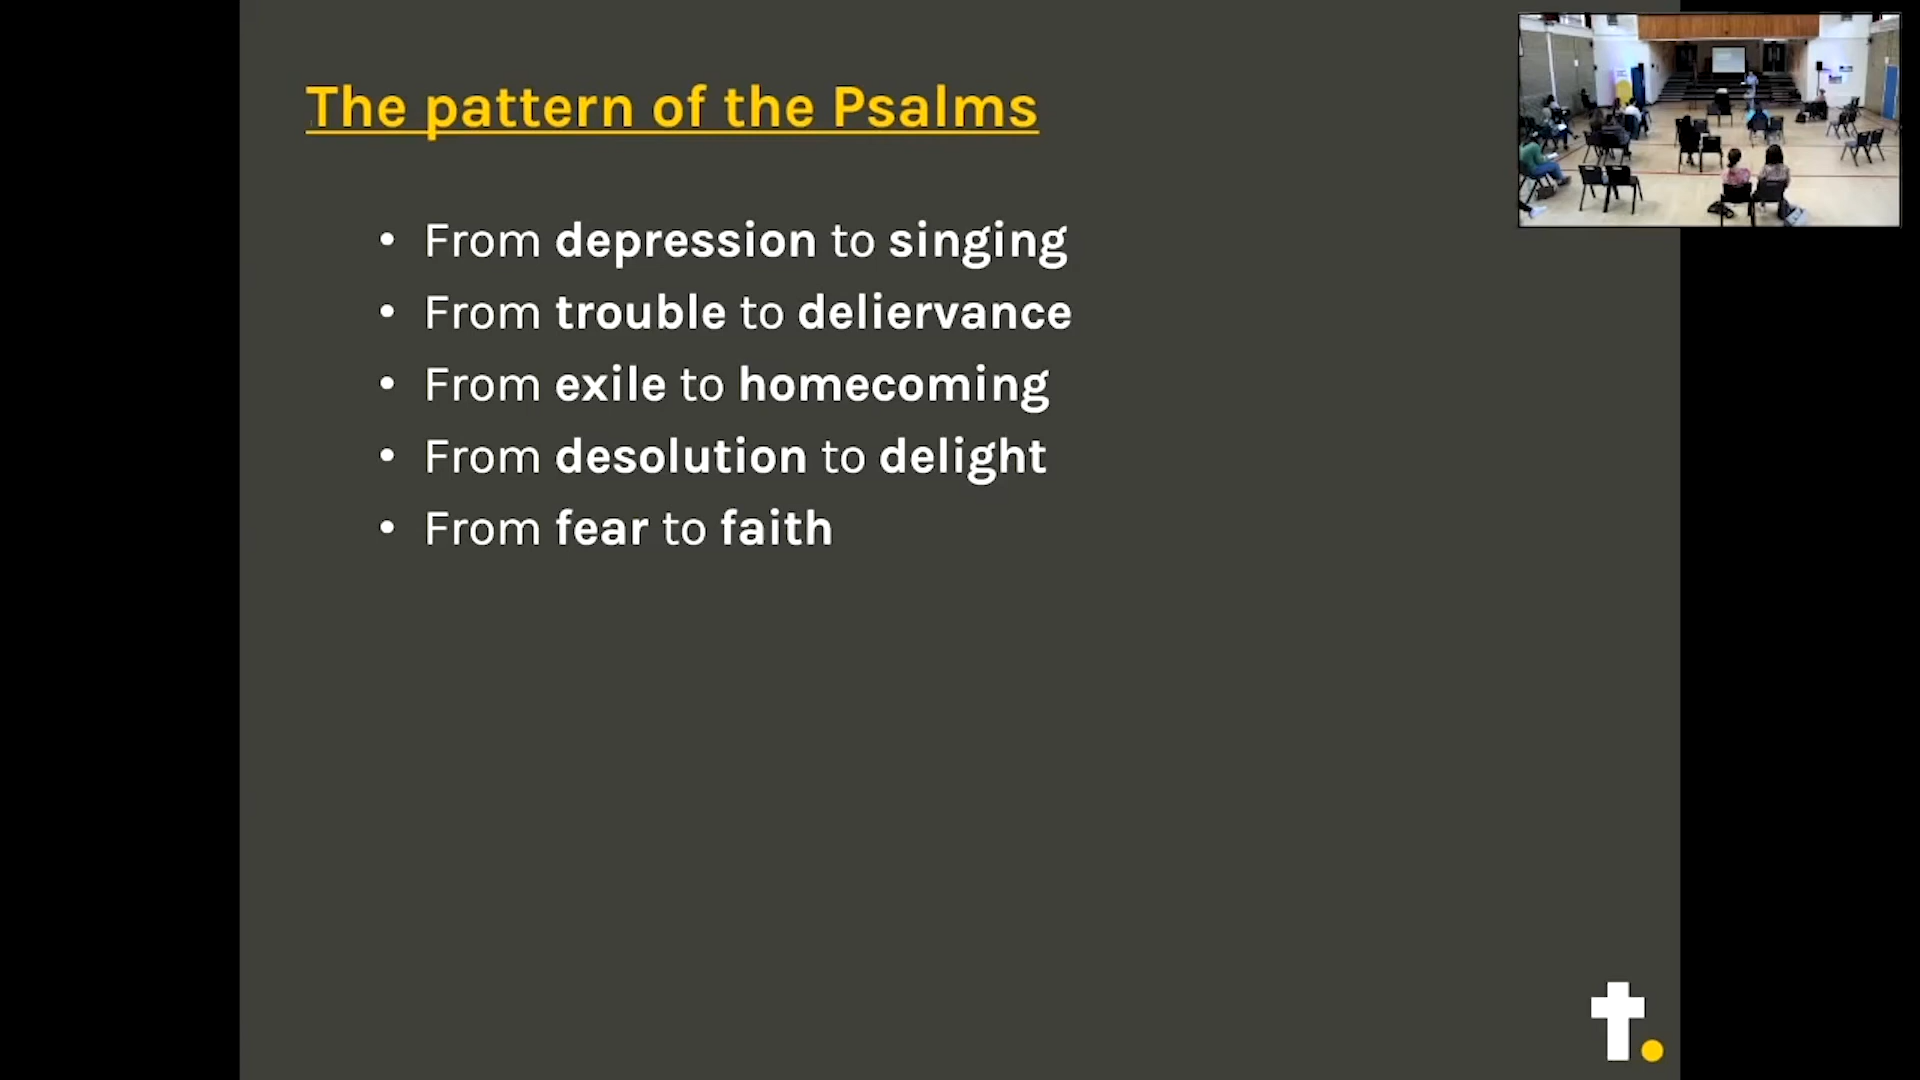 The pattern of the Psalms
• From depression to singing
• From trouble to deliervance
• From exile to homecoming
• From desolution to delight
• From fear to faith